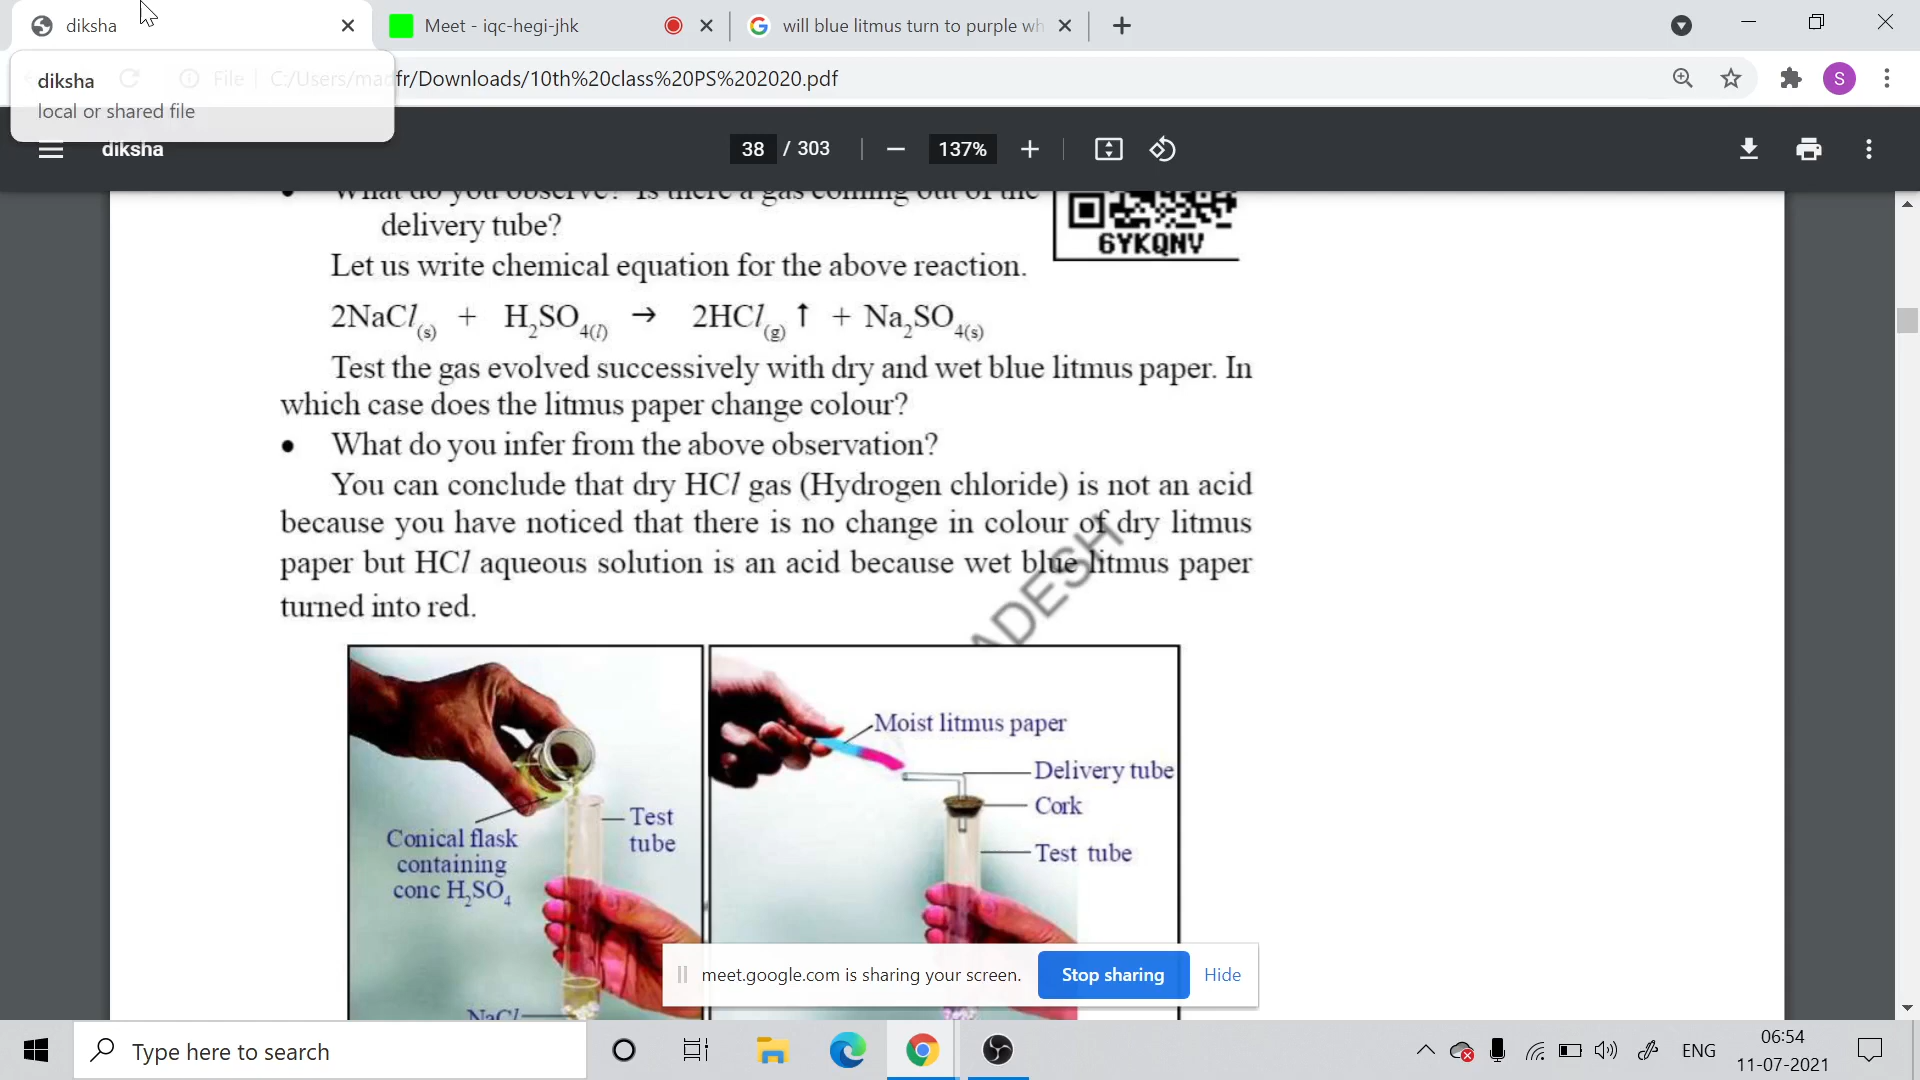 diksha
Meet - iqc-hegi-jhk
will blue litmus turn to purple wh
diksha
local or shared file
File
C:/Users/madfr/Downloads/10th%20class%20PS%202020.pdf
S
diksha
38 / 303
137%
What do you observe? Is there a gas coming out of the
delivery tube?
6YKQNV
Let us write chemical equation for the above reaction.
2NaCl(s) + H2SO4(l) → 2HCl(g) ↑ + Na2SO4(s)
Test the gas evolved successively with dry and wet blue litmus paper. In
which case does the litmus paper change colour?
• What do you infer from the above observation?
You can conclude that dry HCl gas (Hydrogen chloride) is not an acid
because you have noticed that there is no change in colour of dry litmus
paper but HCl aqueous solution is an acid because wet blue litmus paper
turned into red.
ADESH
Conical flask
containing
conc H2SO4
Test
tube
NaCl
Moist litmus paper
Delivery tube
Cork
Test tube
meet.google.com is sharing your screen.
Stop sharing
Hide
Type here to search
ENG
06:54
11-07-2021